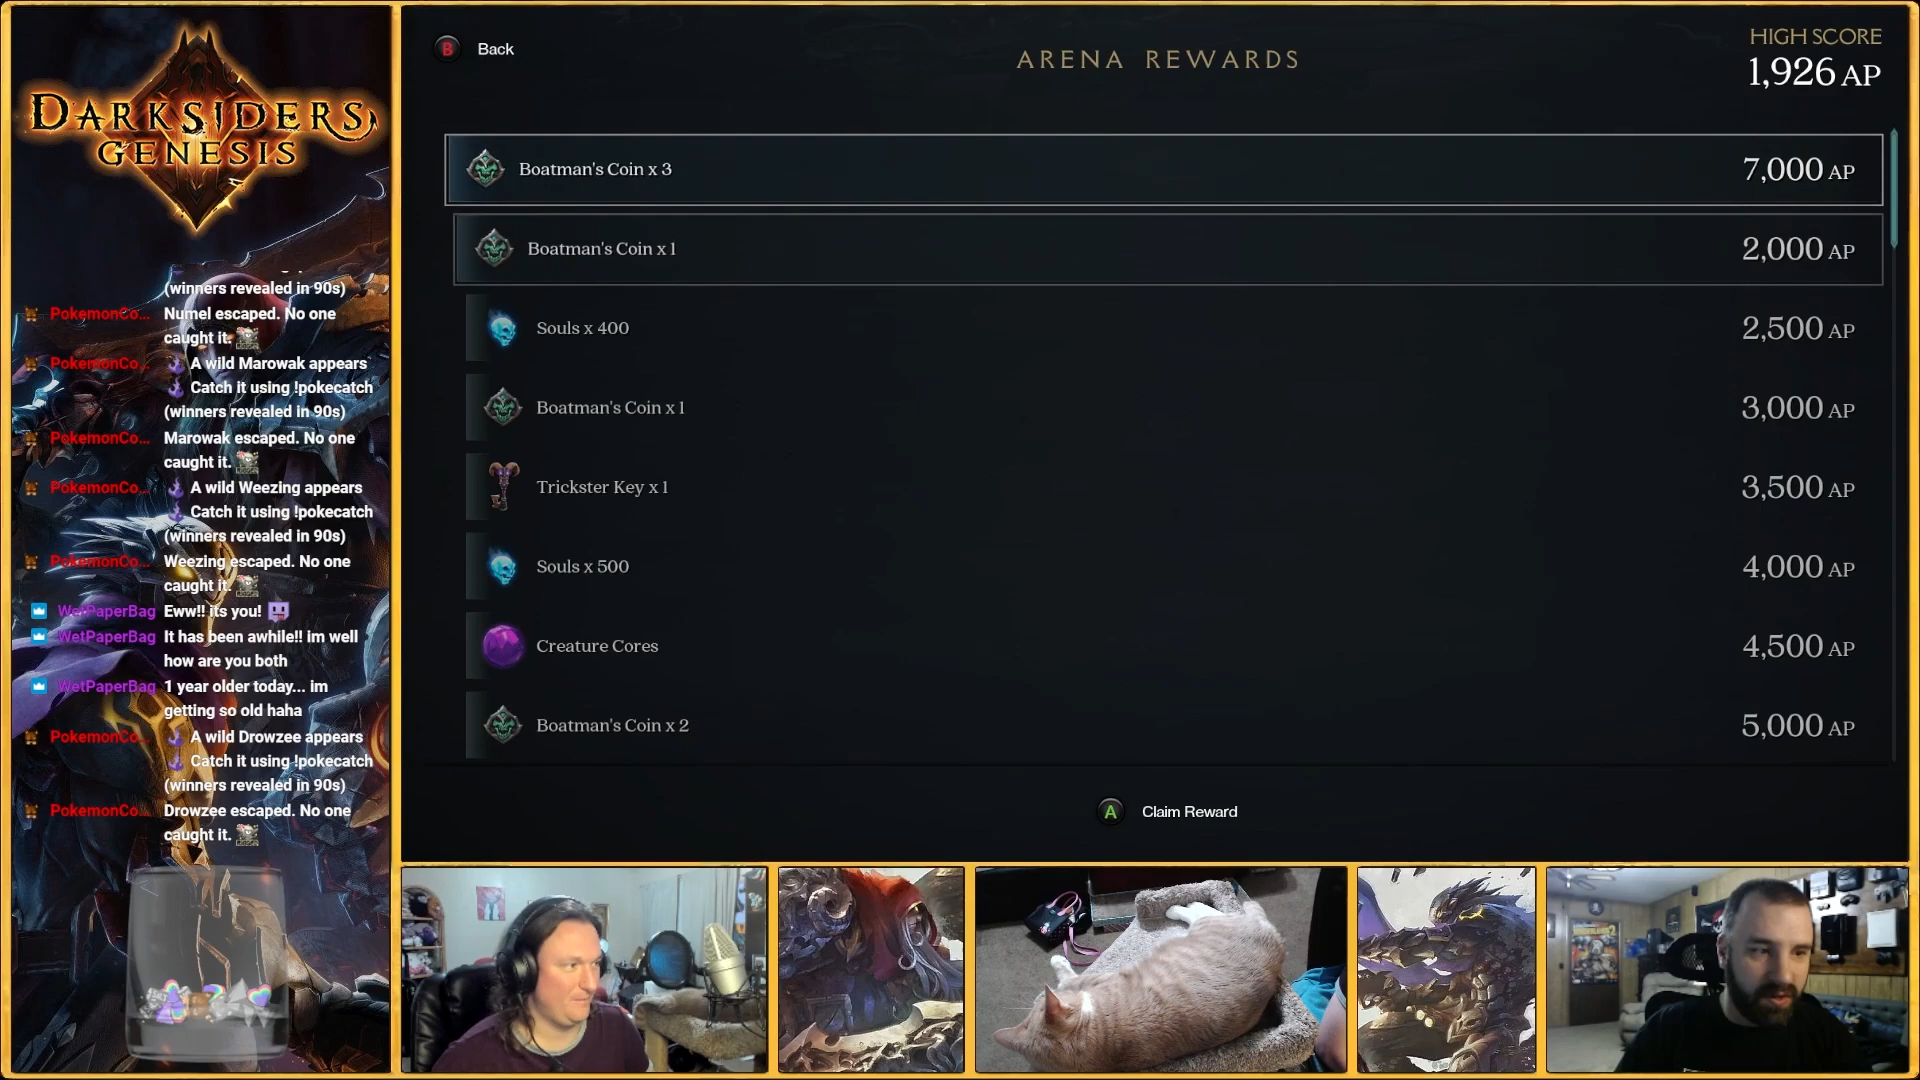 DARKSIDERS
GENESIS
(winners revealed in 90s)
PokemonCo... Numel escaped. No one
caught it.
PokemonCo... A wild Marowak appears
Catch it using !pokecatch
(winners revealed in 90s)
PokemonCo... Marowak escaped. No one
caught it.
PokemonCo... A wild Weezing appears
Catch it using !pokecatch
(winners revealed in 90s)
PokemonCo... Weezing escaped. No one
caught it.
WetPaperBag Eww!! its you!
WetPaperBag It has been awhile!! im well
how are you both
WetPaperBag 1 year older today... im
getting so old haha
PokemonCo... A wild Drowzee appears
Catch it using !pokecatch
(winners revealed in 90s)
PokemonCo... Drowzee escaped. No one
caught it.
B Back
ARENA REWARDS
HIGH SCORE
1,926 AP
Boatman's Coin x 3 7,000 AP
Boatman's Coin x 1 2,000 AP
Souls x 400 2,500 AP
Boatman's Coin x 1 3,000 AP
Trickster Key x 1 3,500 AP
Souls x 500 4,000 AP
Creature Cores 4,500 AP
Boatman's Coin x 2 5,000 AP
A Claim Reward